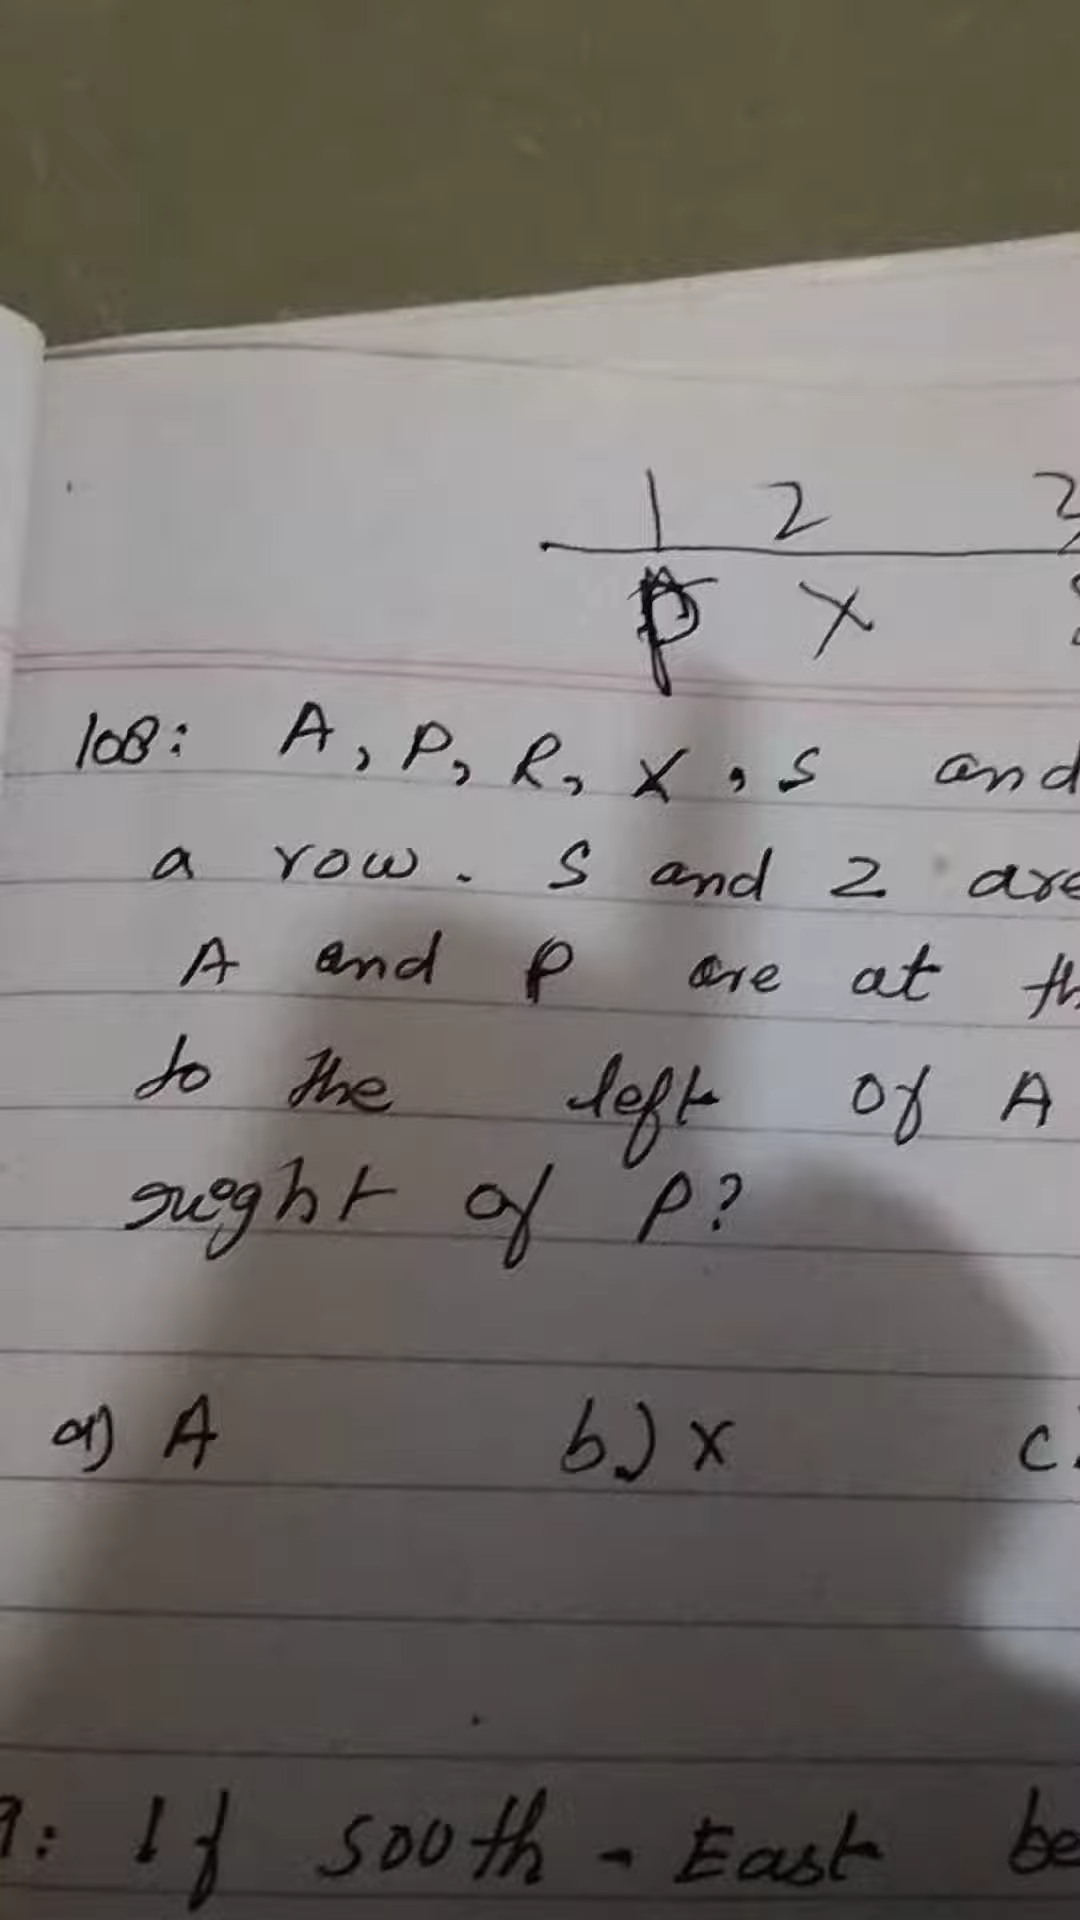 1 2
P X
108: A, P, R, X, S and
a row. S and Z are
A and P are at th
to the left of A
right of P?
a) A b.) X c.
9: If South - East be